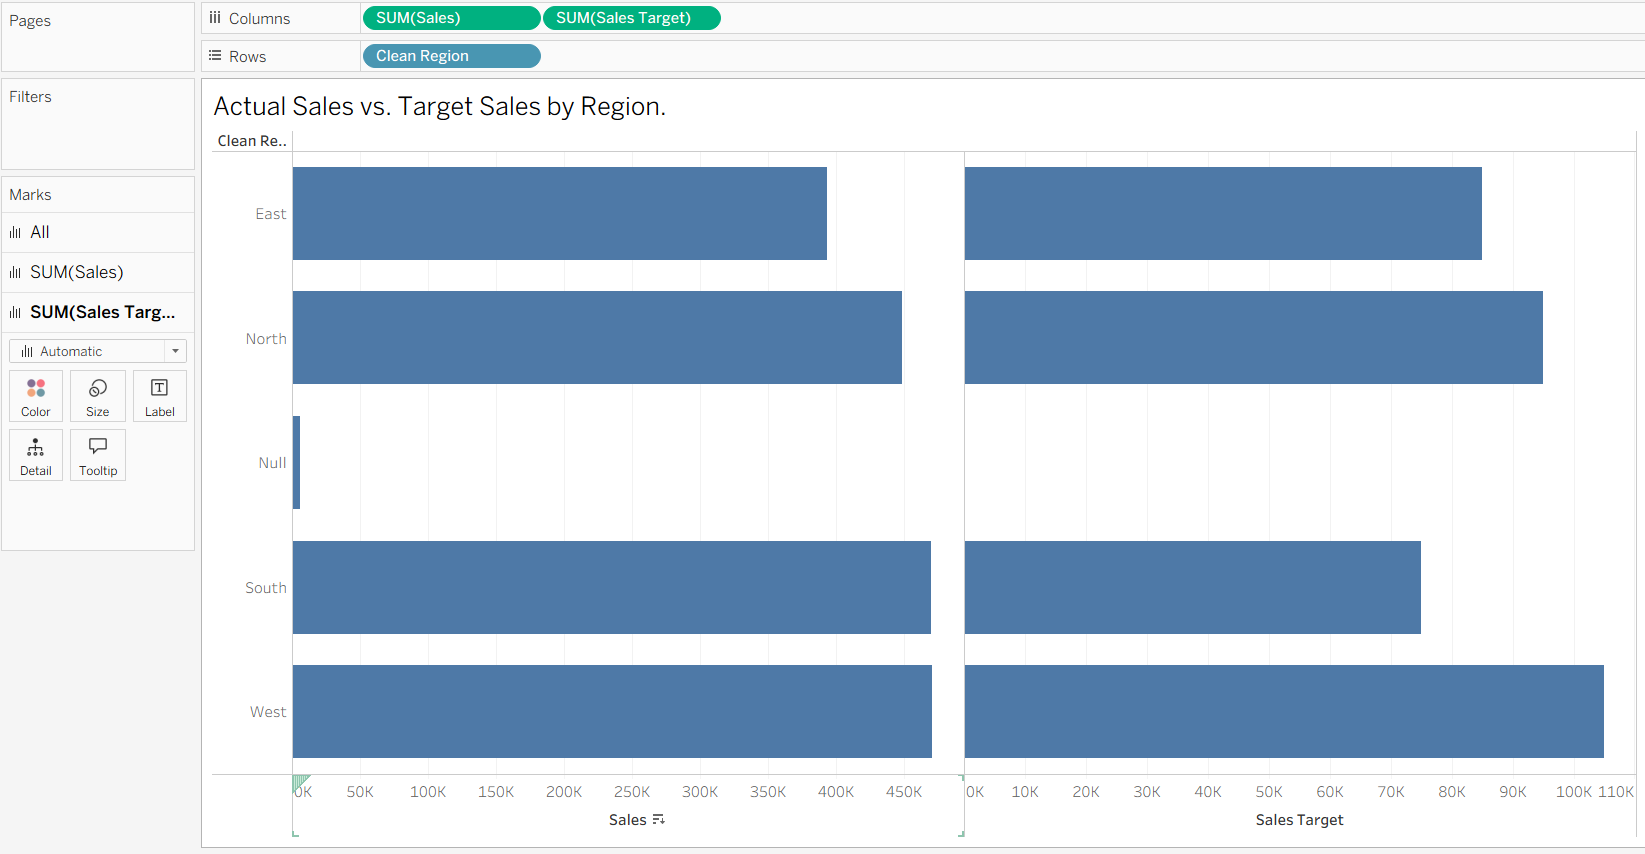 Pages
Columns
SUM(Sales)
SUM(Sales Target)
Rows
Clean Region
Filters
Marks
All
SUM(Sales)
SUM(Sales Targ...
Automatic
Color
Size
Label
Detail
Tooltip
Actual Sales vs. Target Sales by Region.
Clean Re..
East
North
Null
South
West
0K 50K 100K 150K 200K 250K 300K 350K 400K 450K
0K 10K 20K 30K 40K 50K 60K 70K 80K 90K 100K 110K
Sales
Sales Target